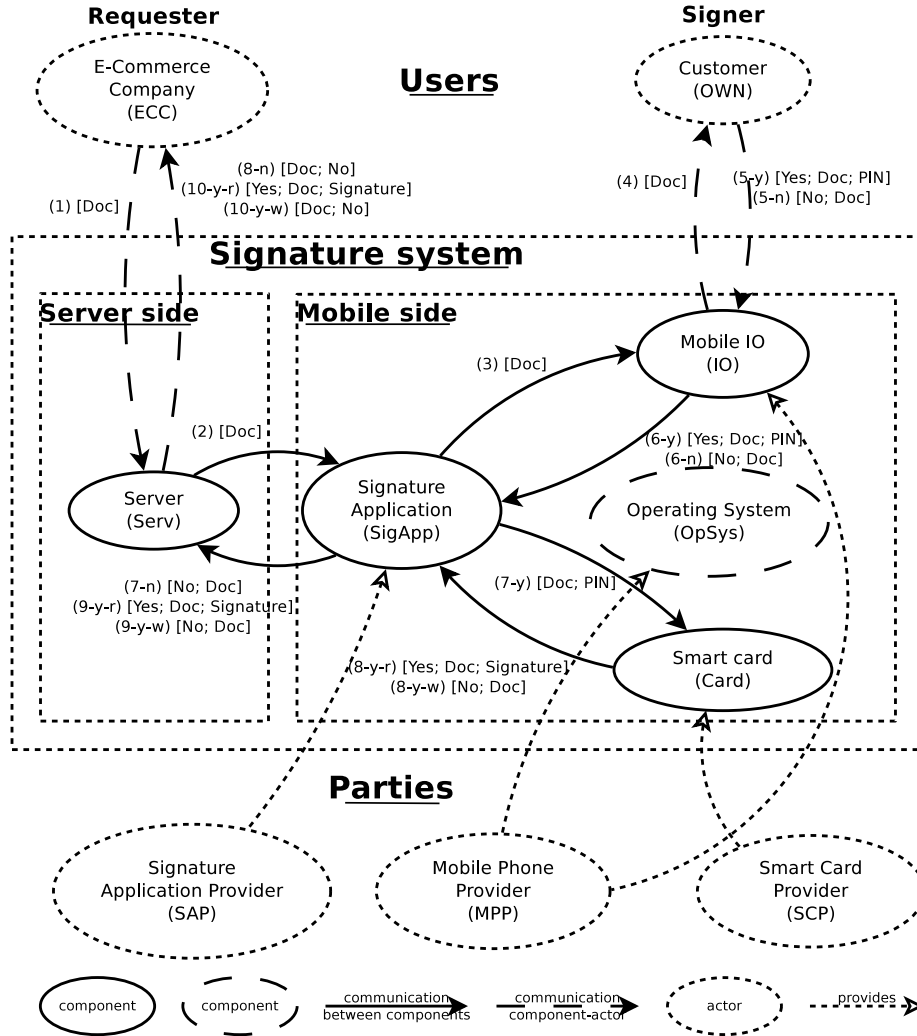 Requester
Signer
E-Commerce
Company
(ECC)
Users
Customer
(OWN)
(8-n) [Doc; No]
(10-y-r) [Yes; Doc; Signature]
(10-y-w) [Doc; No]
(1) [Doc]
(4) [Doc]
(5-y) [Yes; Doc; PIN]
(5-n) [No; Doc]
Signature system
Server side
Mobile side
Mobile IO
(IO)
(3) [Doc]
(2) [Doc]
(6-y) [Yes; Doc; PIN]
(6-n) [No; Doc]
Server
(Serv)
Signature
Application
(SigApp)
Operating System
(OpSys)
(7-n) [No; Doc]
(9-y-r) [Yes; Doc; Signature]
(9-y-w) [No; Doc]
(7-y) [Doc; PIN]
(8-y-r) [Yes; Doc; Signature]
(8-y-w) [No; Doc]
Smart card
(Card)
Parties
Signature
Application Provider
(SAP)
Mobile Phone
Provider
(MPP)
Smart Card
Provider
(SCP)
component
component
communication
between components
communication
component-actor
actor
provides